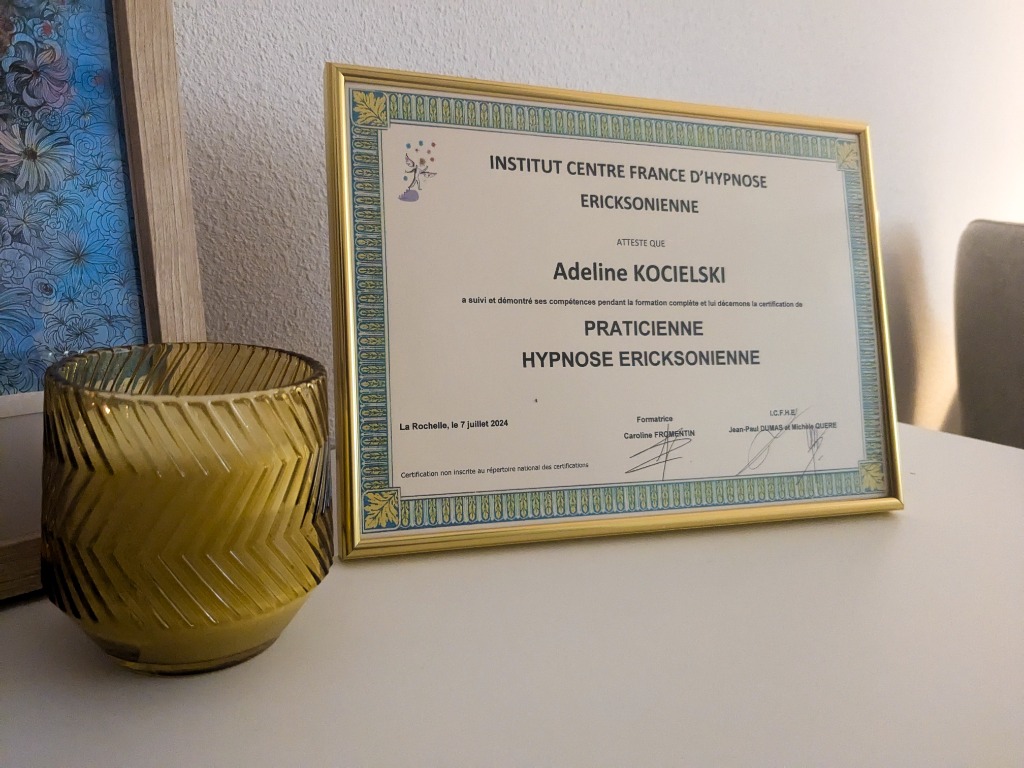 INSTITUT CENTRE FRANCE D'HYPNOSE
ERICKSONIENNE
ATTESTE QUE
Adeline KOCIELSKI
a suivi et démontré ses compétences pendant la formation complète et lui décernons la certification de
PRATICIENNE
HYPNOSE ERICKSONIENNE
La Rochelle, le 7 juillet 2024
Formatrice
Caroline FROMENTIN
I.C.F.H.E.
Jean-Paul DUMAS et Michèle QUERE
Certification non inscrite au répertoire national des certifications